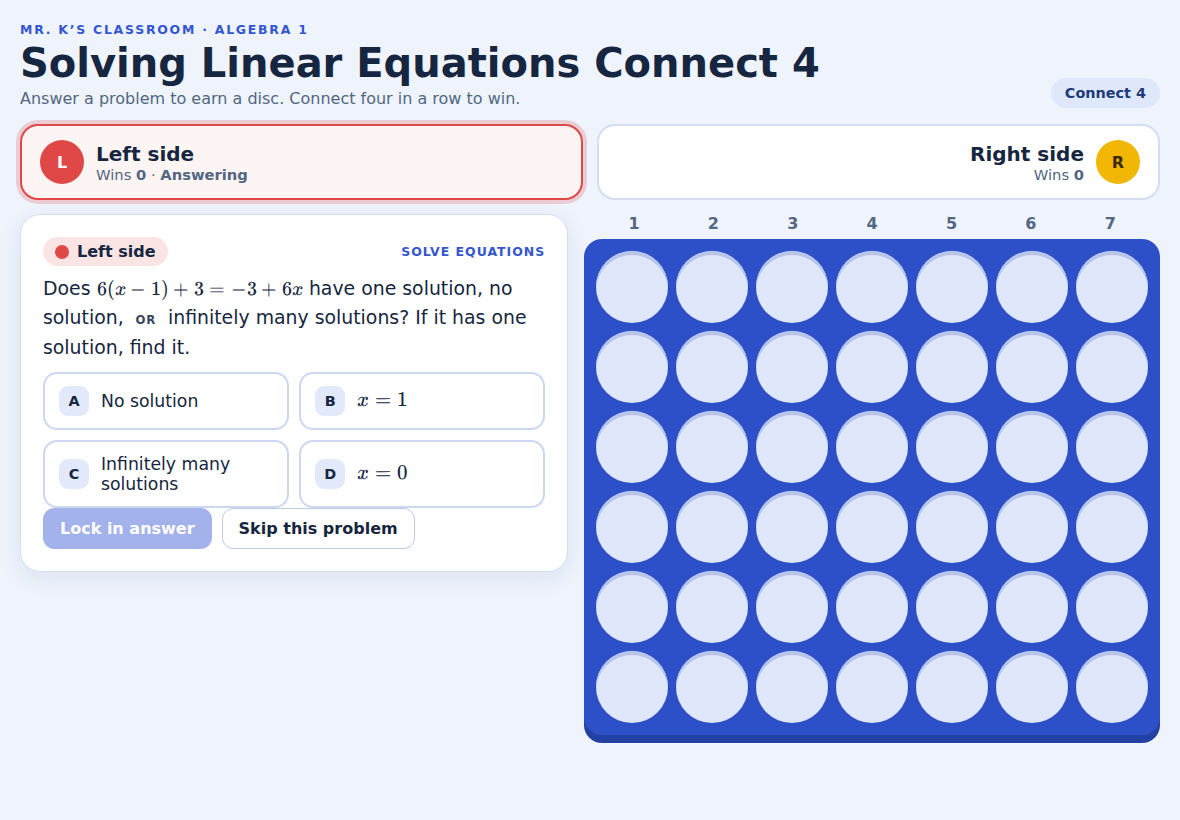 MR. K'S CLASSROOM · ALGEBRA 1
Solving Linear Equations Connect 4
Answer a problem to earn a disc. Connect four in a row to win.
Connect 4
L
Left side
Wins 0 · Answering
Right side
Wins 0
R
Left side
SOLVE EQUATIONS
Does 6(x − 1) + 3 = −3 + 6x have one solution, no
solution, OR infinitely many solutions? If it has one
solution, find it.
A No solution
B x = 1
C Infinitely many
solutions
D x = 0
Lock in answer
Skip this problem
1 2 3 4 5 6 7